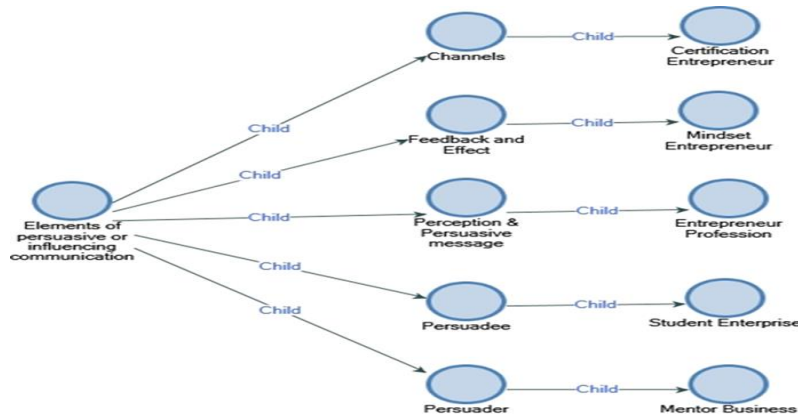 Child
Channels
Certification
Entrepreneur
Child
Child
Feedback and
Effect
Mindset
Entrepreneur
Child
Elements of
persuasive or
influencing
communication
Child
Perception &
Persuasive
message
Child
Entrepreneur
Profession
Child
Child
Persuadee
Child
Student Enterprise
Child
Persuader
Child
Mentor Business